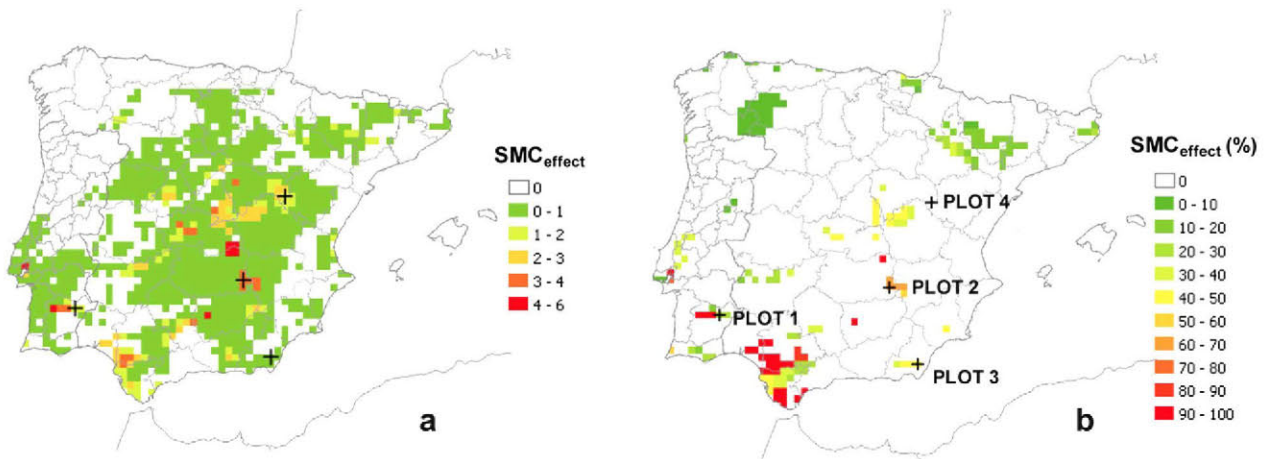 SMCeffect
0
0 - 1
1 - 2
2 - 3
3 - 4
4 - 6
a
PLOT 4
PLOT 2
PLOT 1
PLOT 3
b
SMCeffect (%)
0
0 - 10
10 - 20
20 - 30
30 - 40
40 - 50
50 - 60
60 - 70
70 - 80
80 - 90
90 - 100